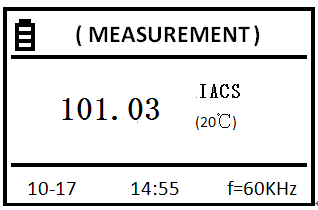 ( MEASUREMENT )
101.03 IACS
(20℃)
10-17 14:55 f=60KHz